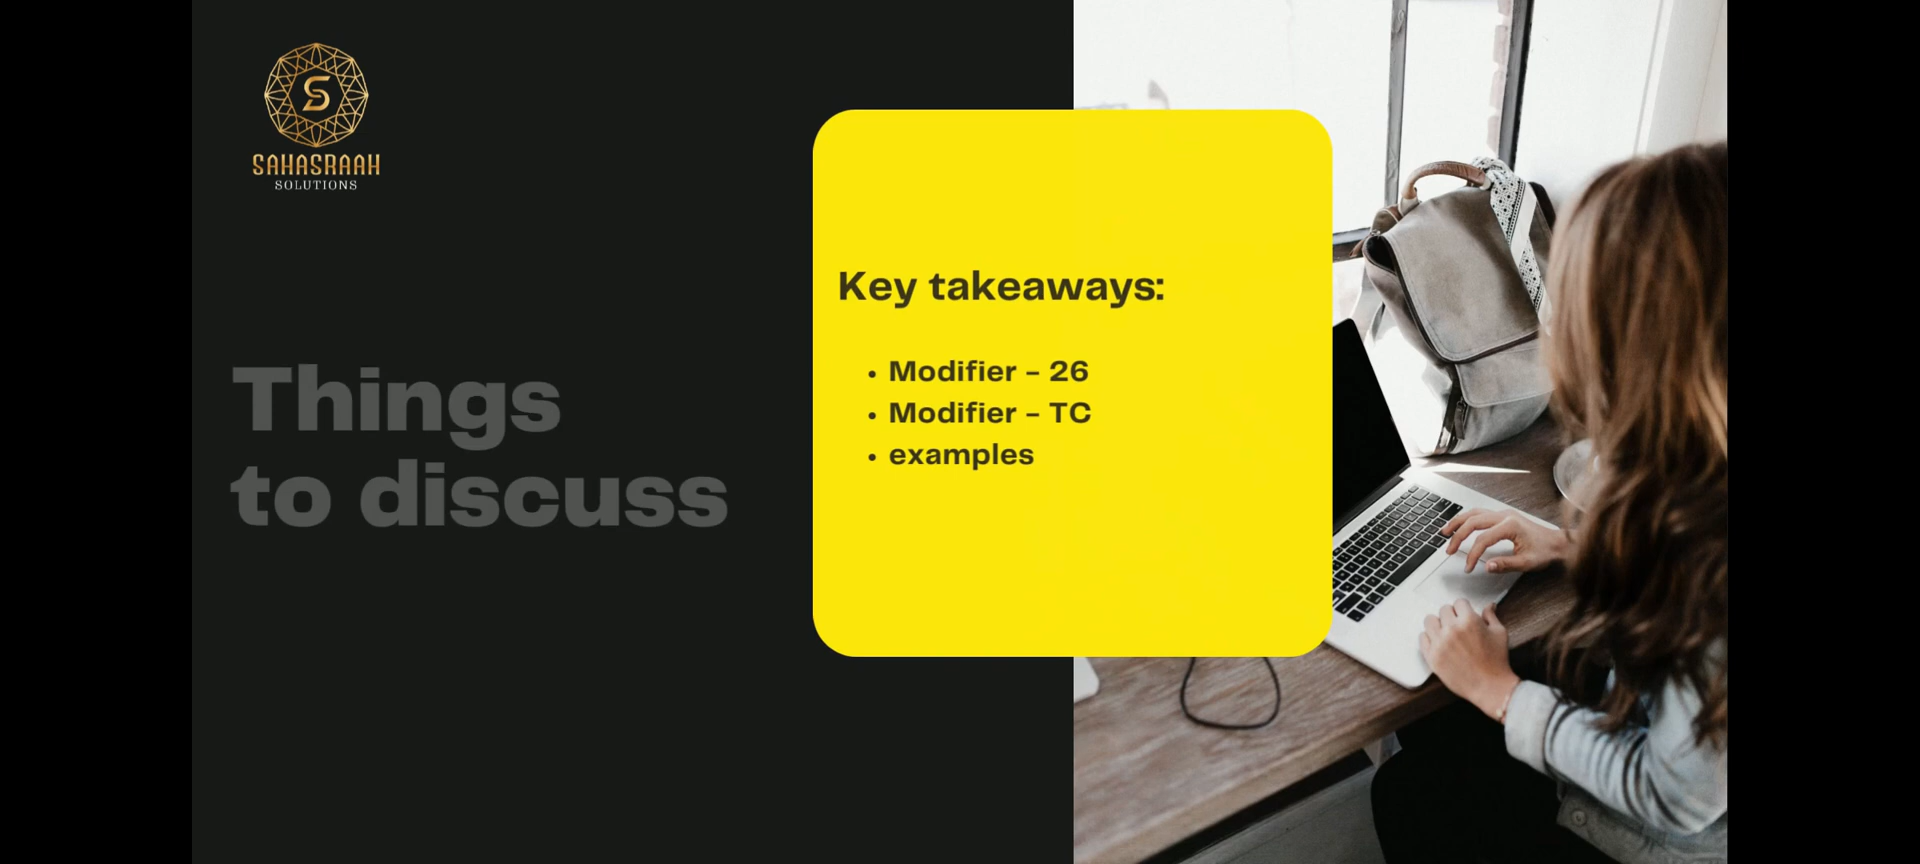 SAHASRAAH
SOLUTIONS
Things
to discuss
Key takeaways:
• Modifier – 26
• Modifier – TC
• examples